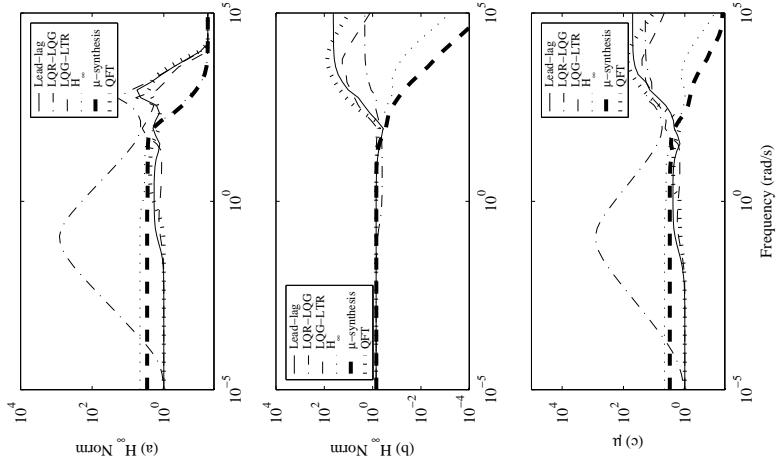 10^4
10^2
10^0
(a) H∞ Norm
10^-5
10^0
10^5
Lead−lag
LQR−LQG
LQG−LTR
H∞
μ−synthesis
QFT
10^0
10^-2
10^-4
(b) H∞ Norm
10^-5
10^0
10^5
Lead−lag
LQR−LQG
LQG−LTR
H∞
μ−synthesis
QFT
10^4
10^2
10^0
(c) μ
10^-5
10^0
10^5
Lead−lag
LQR−LQG
LQG−LTR
H∞
μ−synthesis
QFT
Frequency (rad/s)